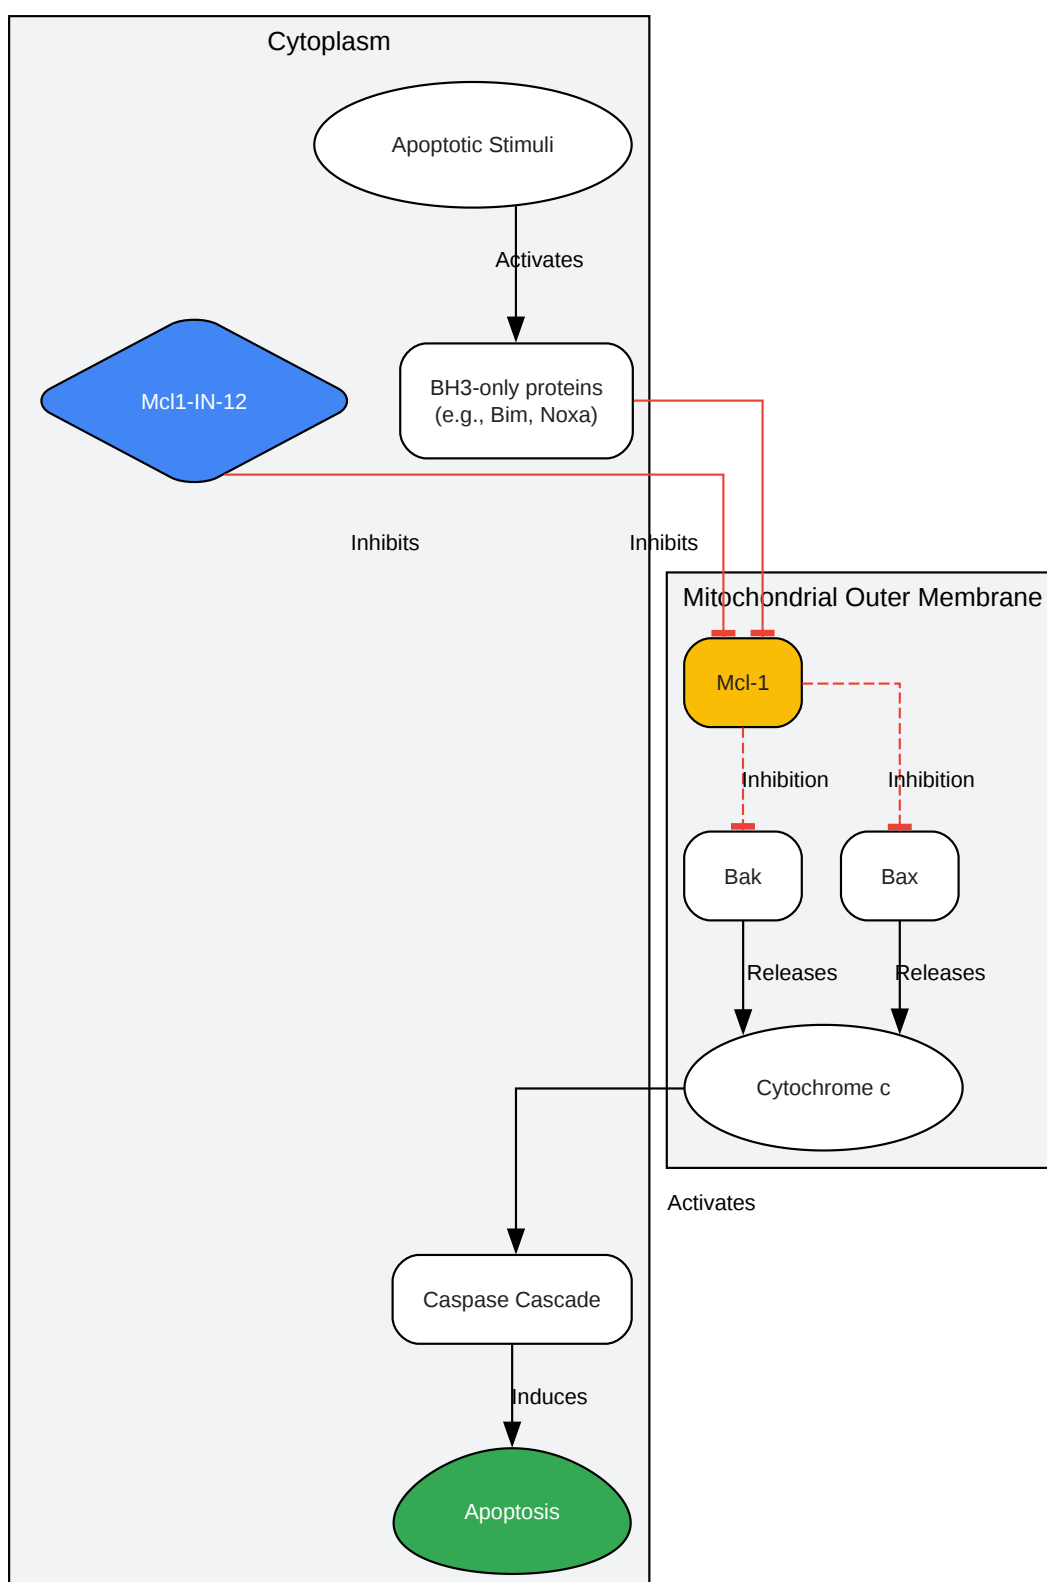 Cytoplasm
Apoptotic Stimuli
Activates
Mcl1-IN-12
BH3-only proteins
(e.g., Bim, Noxa)
Inhibits
Inhibits
Mitochondrial Outer Membrane
Mcl-1
Inhibition
Inhibition
Bak
Bax
Releases
Releases
Cytochrome c
Activates
Caspase Cascade
Induces
Apoptosis